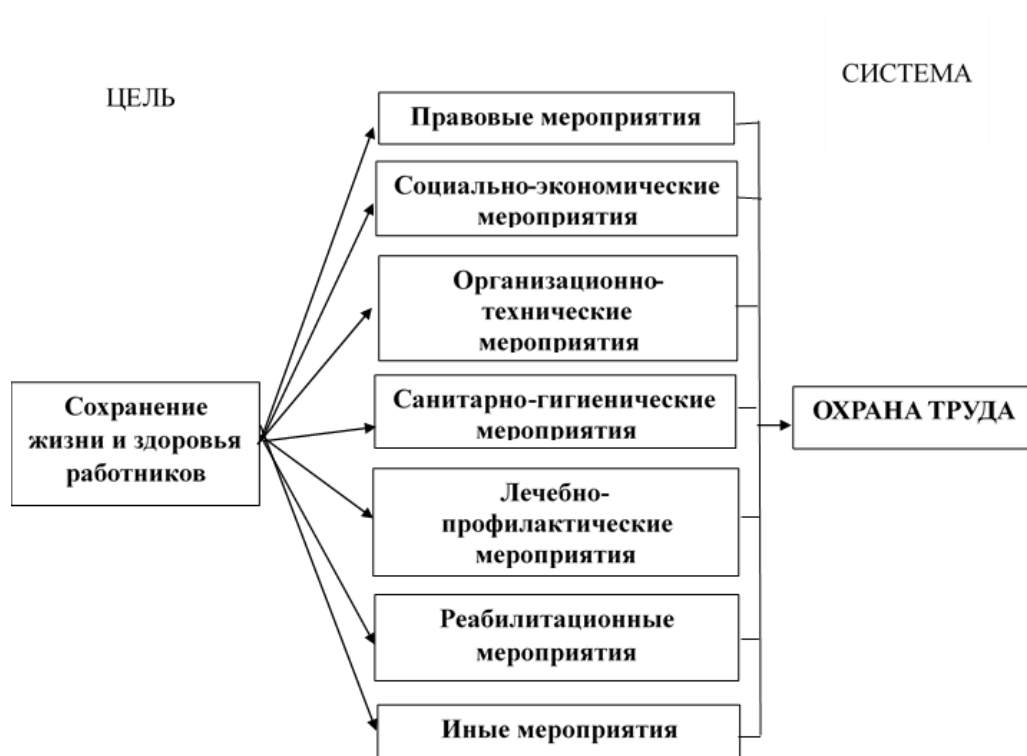 ЦЕЛЬ
СИСТЕМА
Правовые мероприятия
Социально-экономические
мероприятия
Организационно-
технические
мероприятия
Санитарно-гигиенические
мероприятия
Лечебно-
профилактические
мероприятия
Реабилитационные
мероприятия
Иные мероприятия
Сохранение
жизни и здоровья
работников
ОХРАНА ТРУДА